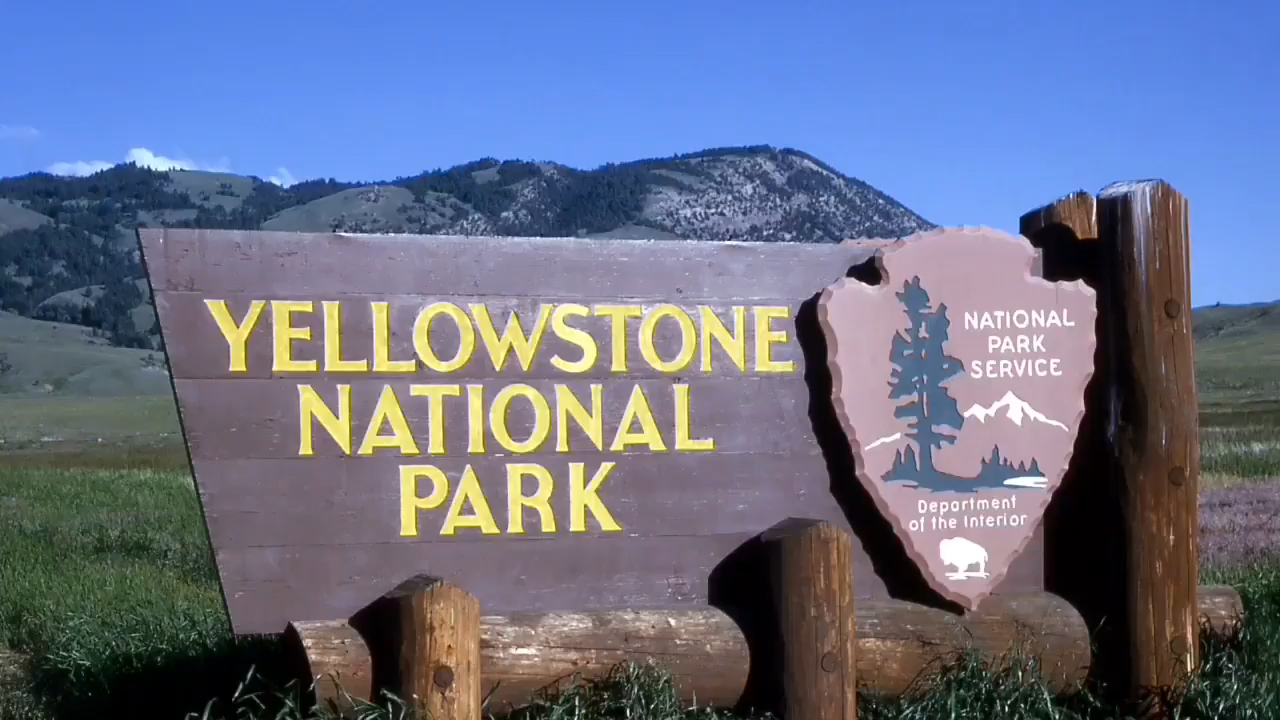 YELLOWSTONE
NATIONAL
PARK
NATIONAL
PARK
SERVICE
Department
of the Interior